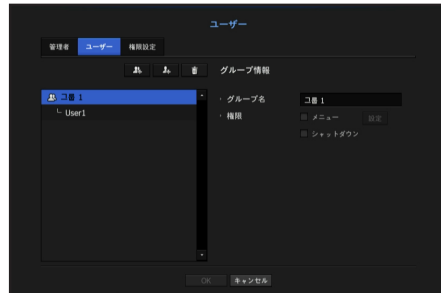 ユーザー
管理者 ユーザー 権限設定
グループ情報
그룹 1
User1
グループ名 그룹 1
権限 メニュー 設定
シャットダウン
OK キャンセル